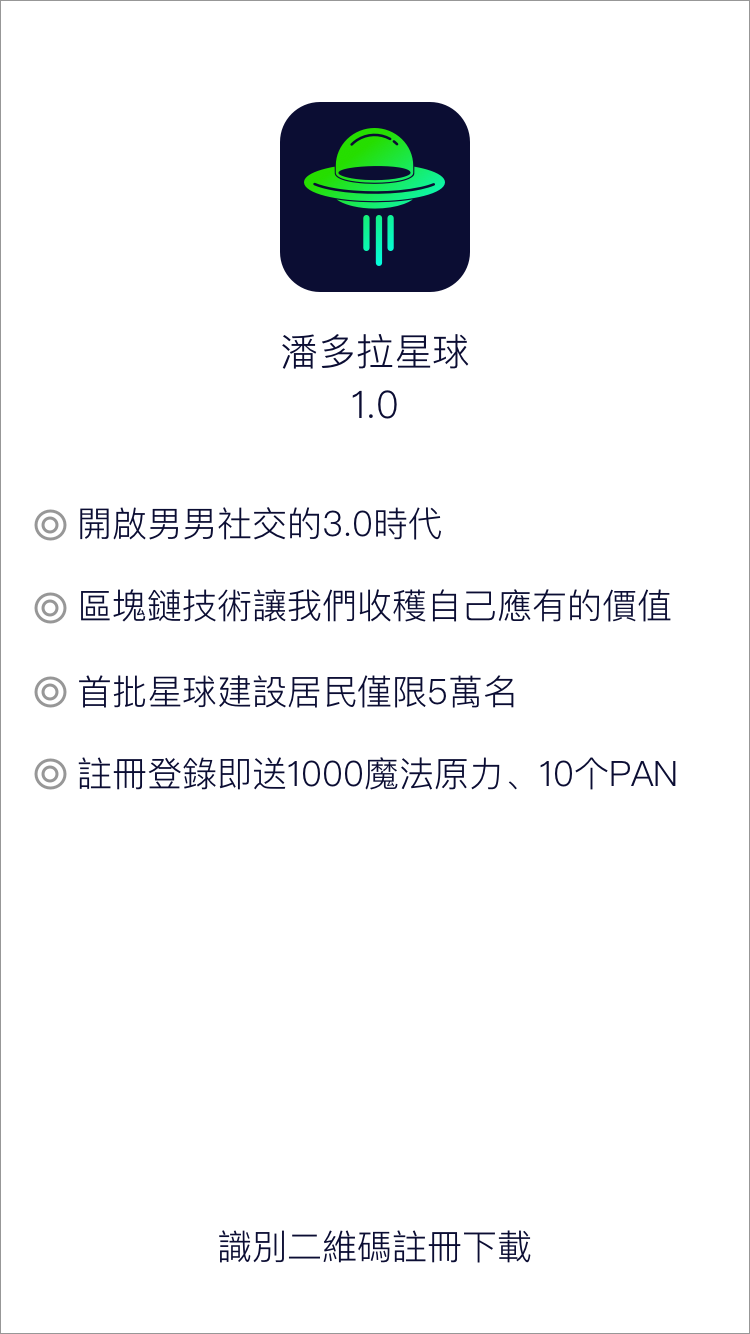 潘多拉星球
1.0
開啟男男社交的3.0時代
區塊鏈技術讓我們收穫自己應有的價值
首批星球建設居民僅限5萬名
註冊登錄即送1000魔法原力、10个PAN
識別二維碼註冊下載